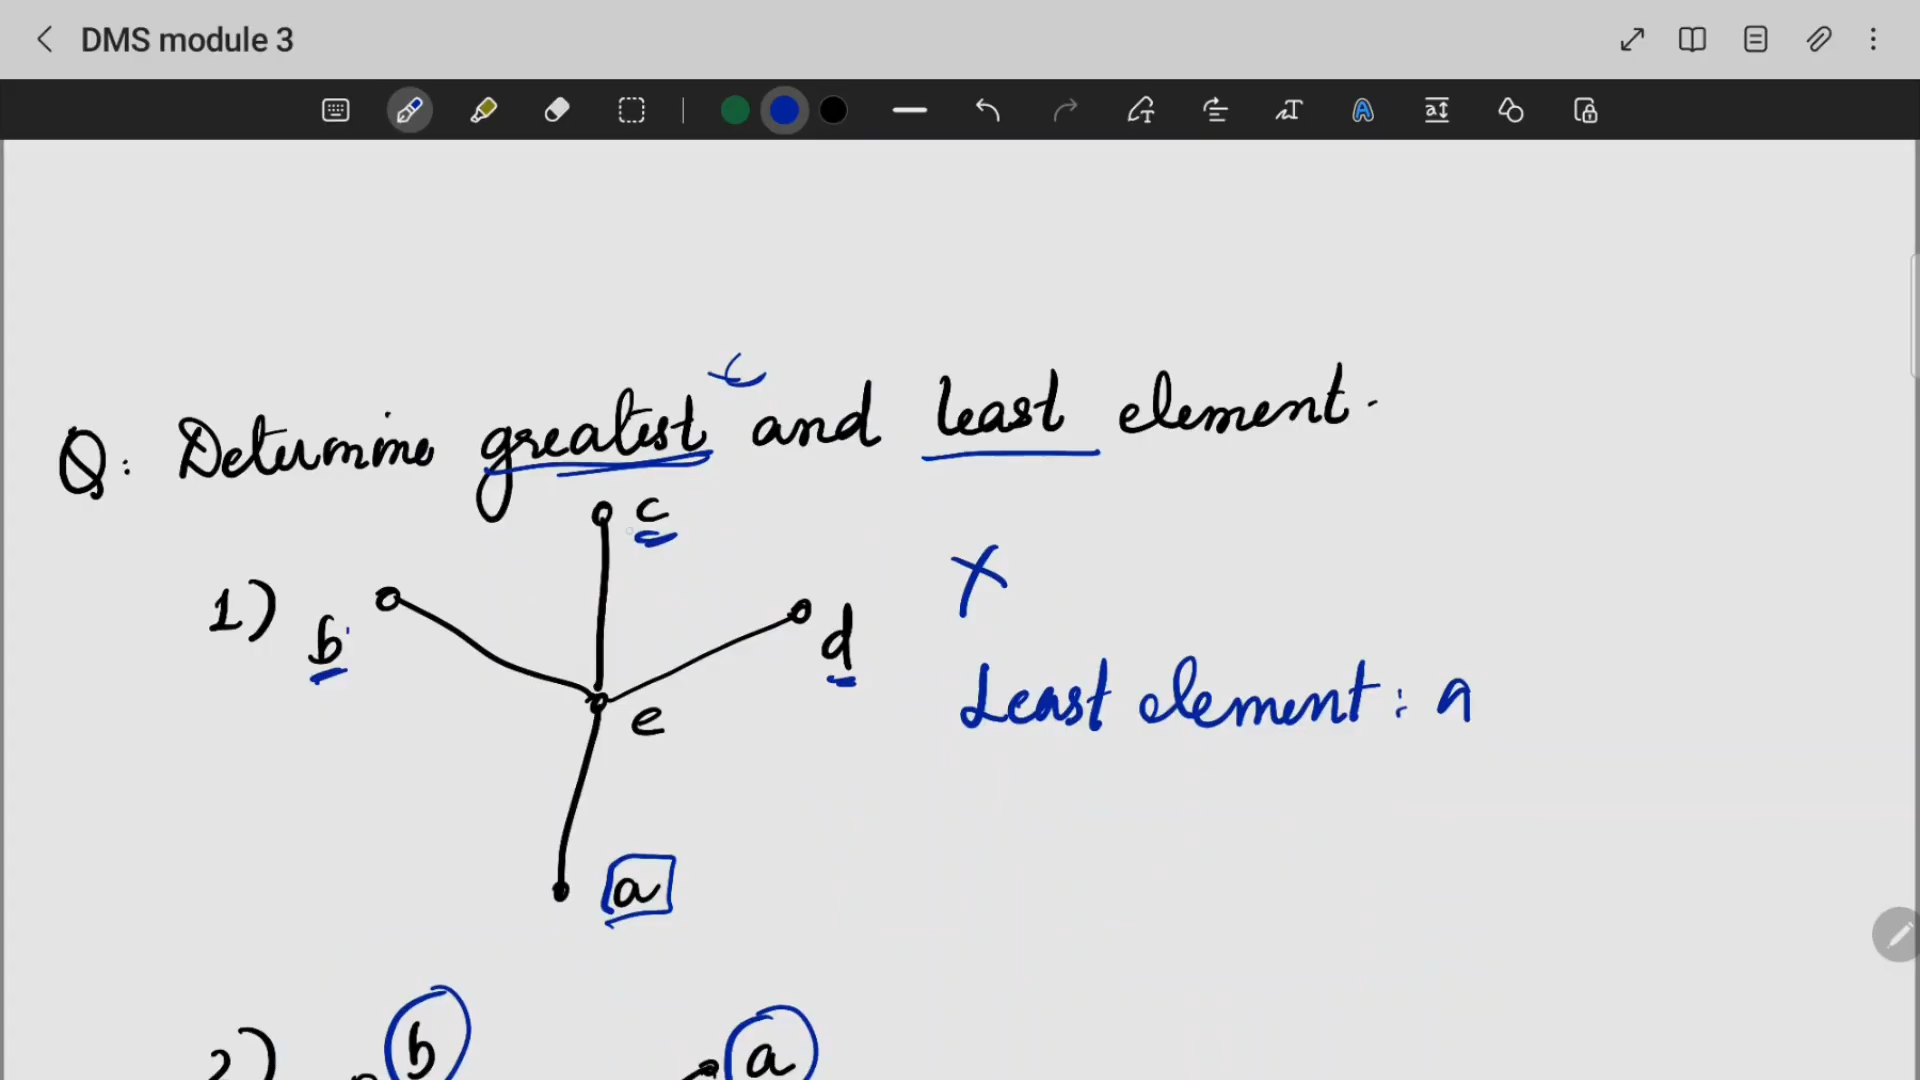 DMS module 3
Q: Determine greatest and least element.
c
1) b d
e
Least element: a
a
2) b a